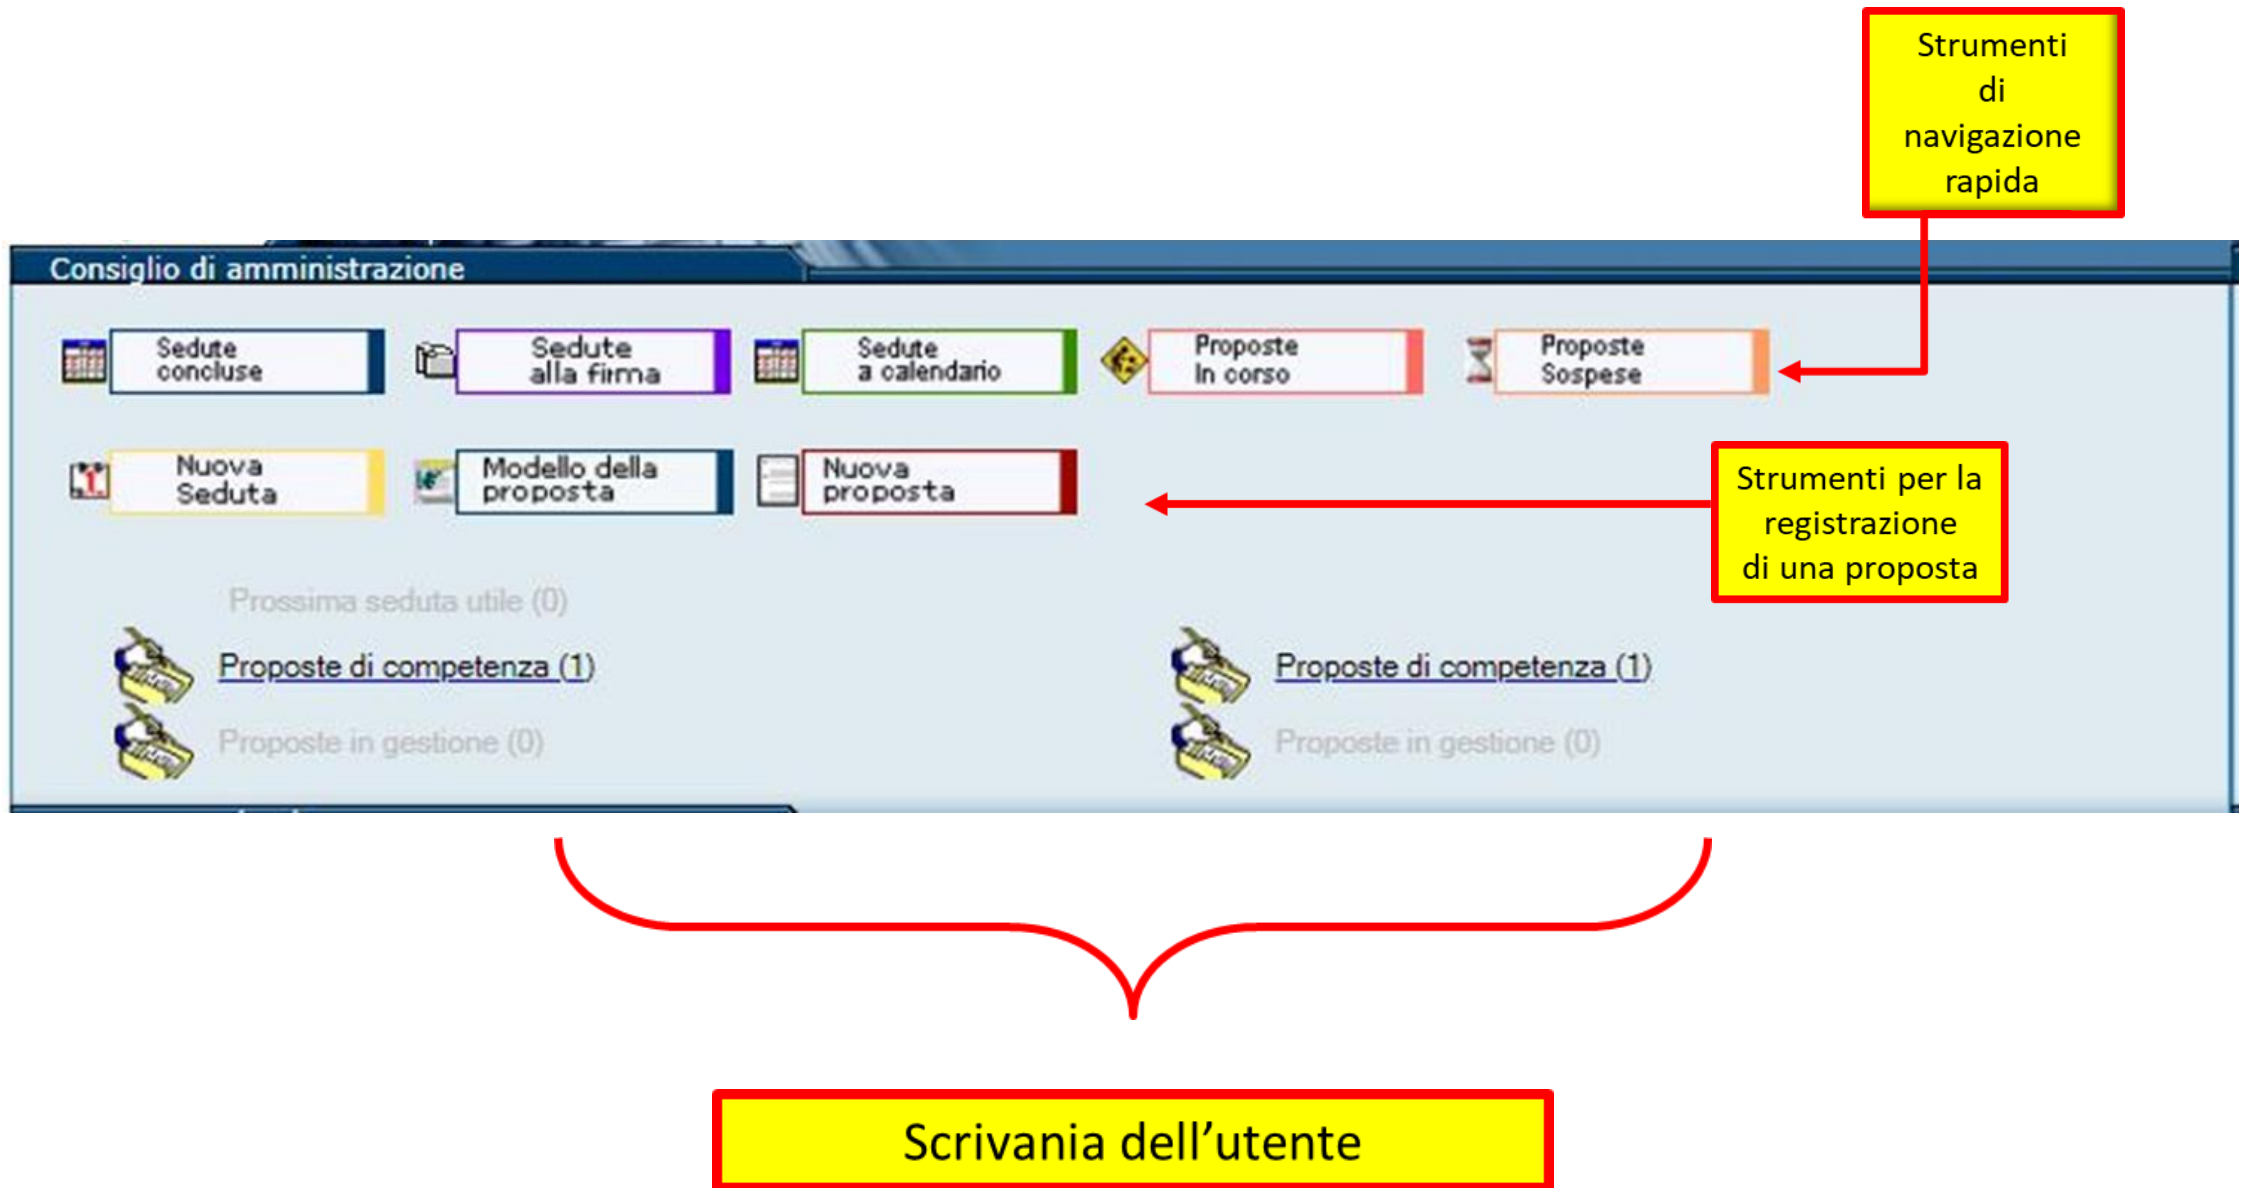 Strumenti
di
navigazione
rapida
Consiglio di amministrazione
Sedute
concluse
Sedute
alla firma
Sedute
a calendario
Proposte
In corso
Proposte
Sospese
Nuova
Seduta
Modello della
proposta
Nuova
proposta
Strumenti per la
registrazione
di una proposta
Prossima seduta utile (0)
Proposte di competenza (1)
Proposte di competenza (1)
Proposte in gestione (0)
Proposte in gestione (0)
Scrivania dell’utente